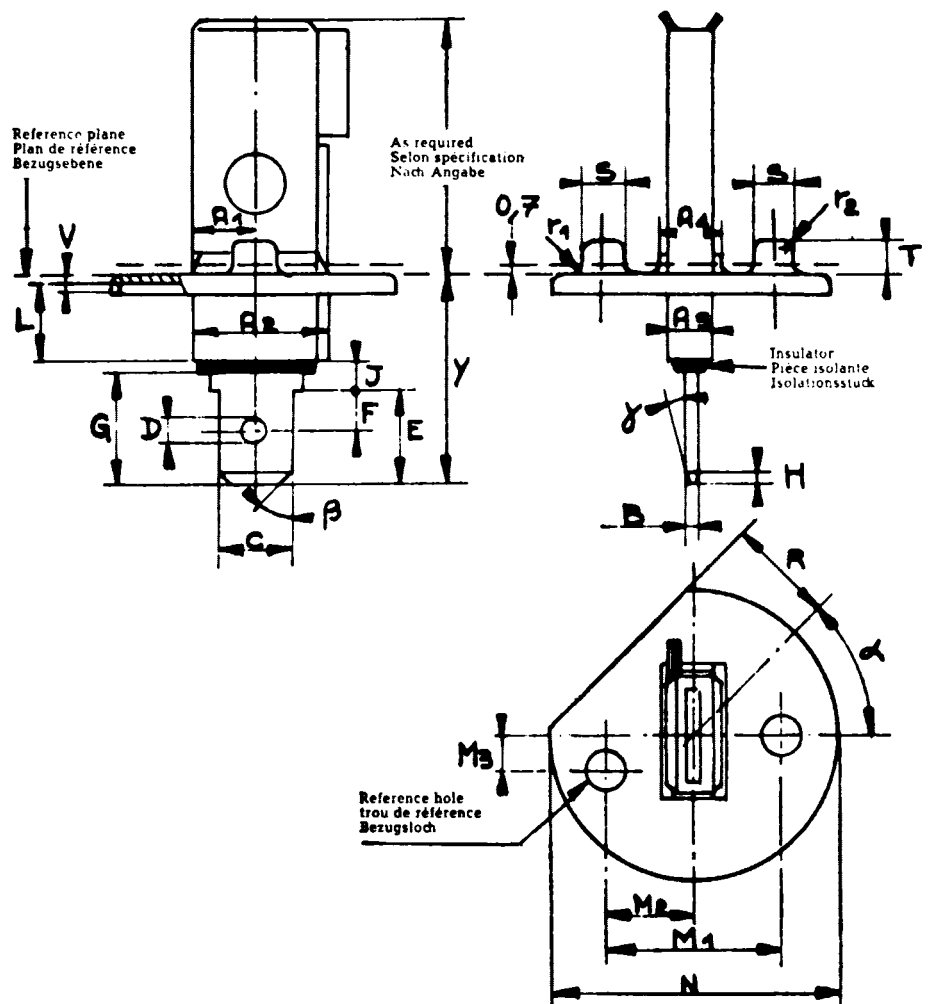 Reference plane
Plan de référence
Bezugsebene
As required
Selon spécification
Nach Angabe
S
S
0,7
r1
A4
r2
T
A1
V
L
A2
Y
A3
Insulator
Pièce isolante
Isolationsstück
J
G
D
F
E
γ
H
β
C
B
R
α
M3
Reference hole
trou de référence
Bezugsloch
M2
M1
N